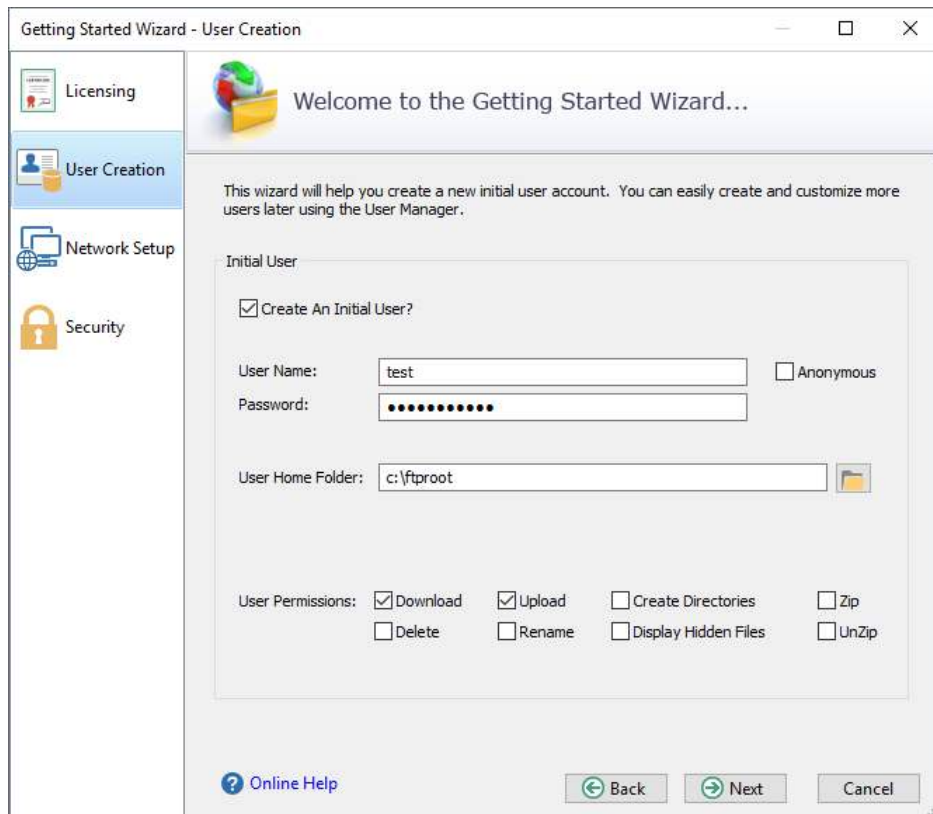 Getting Started Wizard - User Creation
Licensing
User Creation
Network Setup
Security
Welcome to the Getting Started Wizard...
This wizard will help you create a new initial user account.  You can easily create and customize more
users later using the User Manager.
Initial User
Create An Initial User?
User Name: test Anonymous
Password: •••••••••••
User Home Folder: c:\ftproot
User Permissions: Download Upload Create Directories Zip
Delete Rename Display Hidden Files UnZip
? Online Help Back Next Cancel